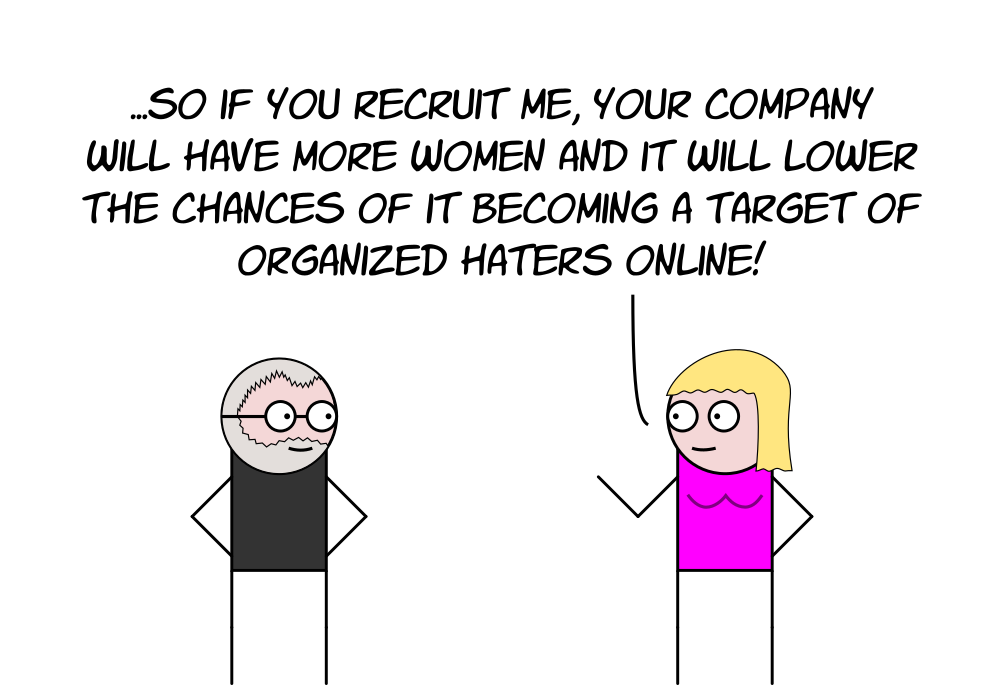 ...SO IF YOU RECRUIT ME, YOUR COMPANY
WILL HAVE MORE WOMEN AND IT WILL LOWER
THE CHANCES OF IT BECOMING A TARGET OF
ORGANIZED HATERS ONLINE!